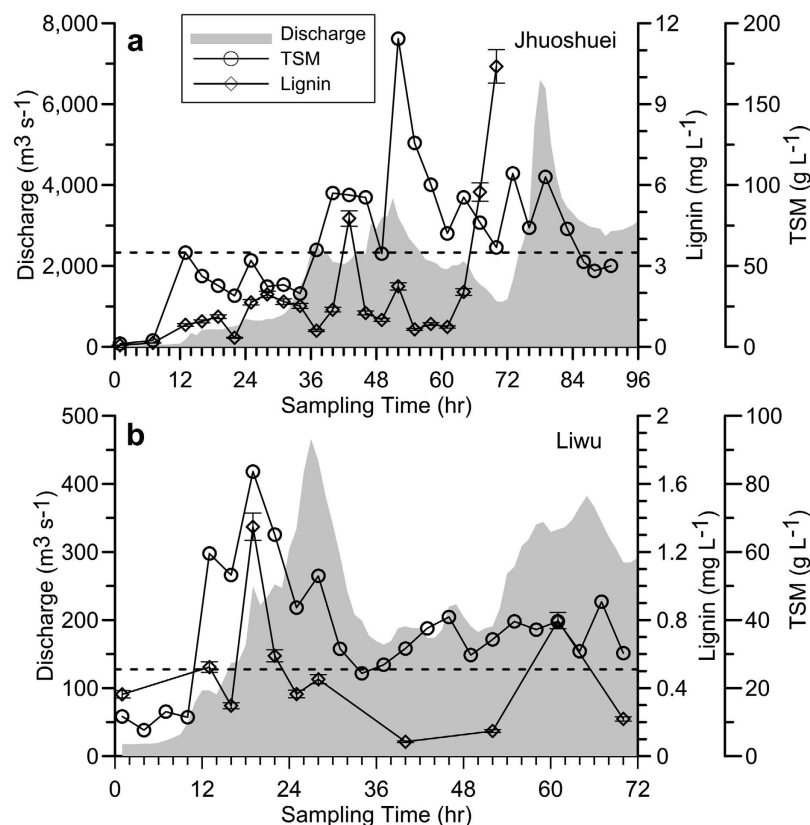 a
Jhuoshuei
Discharge
TSM
Lignin
8,000
6,000
4,000
2,000
0
Discharge (m3 s-1)
12
9
6
3
0
Lignin (mg L-1)
200
150
100
50
0
TSM (g L-1)
0 12 24 36 48 60 72 84 96
Sampling Time (hr)
b
Liwu
500
400
300
200
100
0
Discharge (m3 s-1)
2
1.6
1.2
0.8
0.4
0
Lignin (mg L-1)
100
80
60
40
20
0
TSM (g L-1)
0 12 24 36 48 60 72
Sampling Time (hr)